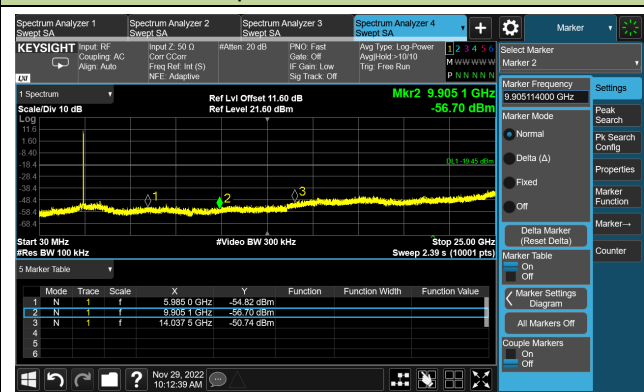 Spectrum Analyzer 1
Swept SA
Spectrum Analyzer 2
Swept SA
Spectrum Analyzer 3
Swept SA
Spectrum Analyzer 4
Swept SA
+
Marker
KEYSIGHT
LXI
Input: RF
Coupling: AC
Align: Auto
Input Z: 50 Ω
Corr CCorr
Freq Ref: Int (S)
NFE: Adaptive
#Atten: 20 dB
PNO: Fast
Gate: Off
IF Gain: Low
Sig Track: Off
Avg Type: Log-Power
Avg|Hold:>10/10
Trig: Free Run
1 2 3 4 5 6
M W W W W W
P N N N N N
Select Marker
Marker 2
1 Spectrum
Scale/Div 10 dB
Ref Lvl Offset 11.60 dB
Ref Level 21.60 dBm
Mkr2 9.905 1 GHz
-56.70 dBm
Log
11.6
1.60
-8.40
-18.4
-28.4
-38.4
-48.4
-58.4
-68.4
DL1 -19.45 dBm
1
2
3
Start 30 MHz
#Res BW 100 kHz
#Video BW 300 kHz
Stop 25.00 GHz
Sweep 2.39 s (10001 pts)
5 Marker Table
Mode Trace Scale X Y Function Function Width Function Value
1 N 1 f 5.985 0 GHz -54.82 dBm
2 N 1 f 9.905 1 GHz -56.70 dBm
3 N 1 f 14.037 5 GHz -50.74 dBm
4
5
6
Marker Frequency
9.905114000 GHz
Marker Mode
Normal
Delta (Δ)
Fixed
Off
Delta Marker
(Reset Delta)
Marker Table
On
Off
Marker Settings
Diagram
All Markers Off
Couple Markers
On
Off
Settings
Peak
Search
Pk Search
Config
Properties
Marker
Function
Marker→
Counter
?
Nov 29, 2022
10:12:39 AM